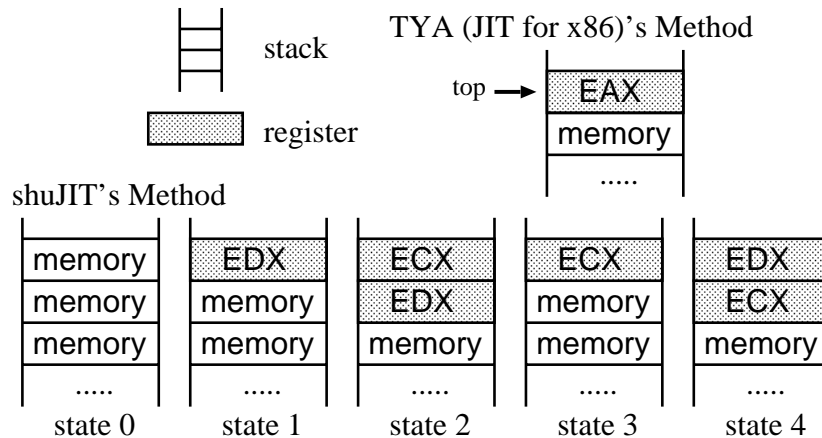 TYA (JIT for x86)'s Method
stack
top
EAX
register
memory
.....
shuJIT's Method
memory EDX ECX ECX EDX
memory memory EDX memory ECX
memory memory memory memory memory
..... ..... ..... ..... .....
state 0 state 1 state 2 state 3 state 4